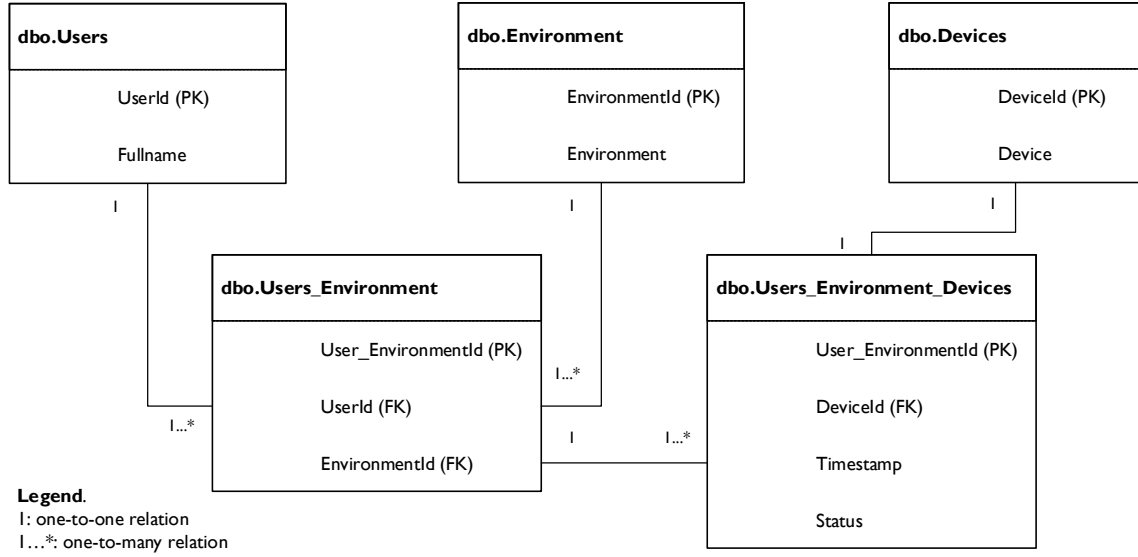 dbo.Users
UserId (PK)
Fullname
dbo.Environment
EnvironmentId (PK)
Environment
dbo.Devices
DeviceId (PK)
Device
1
1
1
1
dbo.Users_Environment
User_EnvironmentId (PK)
UserId (FK)
EnvironmentId (FK)
1...*
1...*
1
1...*
dbo.Users_Environment_Devices
User_EnvironmentId (PK)
DeviceId (FK)
Timestamp
Status
Legend.
1: one-to-one relation
1...*: one-to-many relation